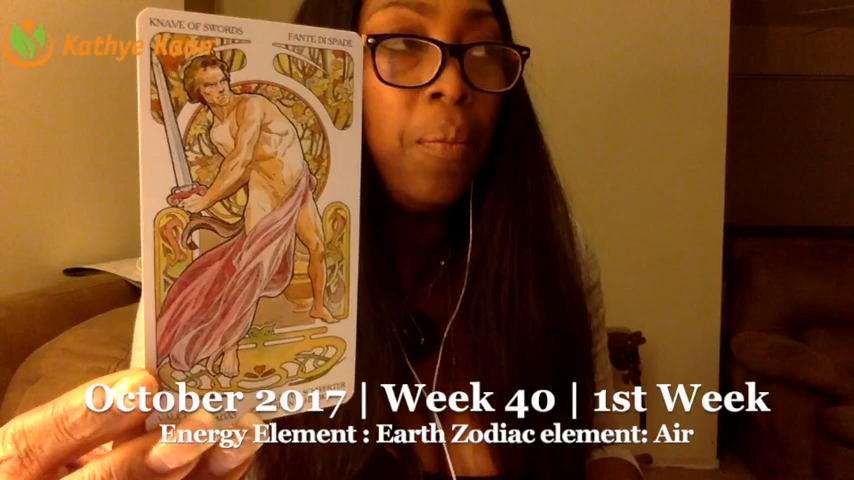 KNAVE OF SWORDS
FANTE DI SPADE
Kathye Kaan
October 2017 | Week 40 | 1st Week
Energy Element : Earth Zodiac element: Air